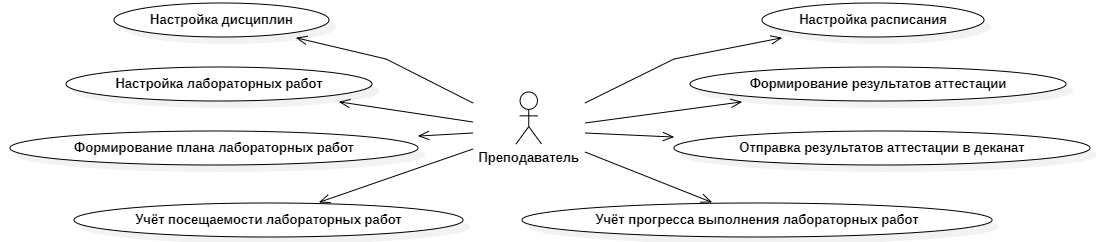 Настройка дисциплин
Настройка расписания
Настройка лабораторных работ
Формирование результатов аттестации
Формирование плана лабораторных работ
Преподаватель
Отправка результатов аттестации в деканат
Учёт посещаемости лабораторных работ
Учёт прогресса выполнения лабораторных работ